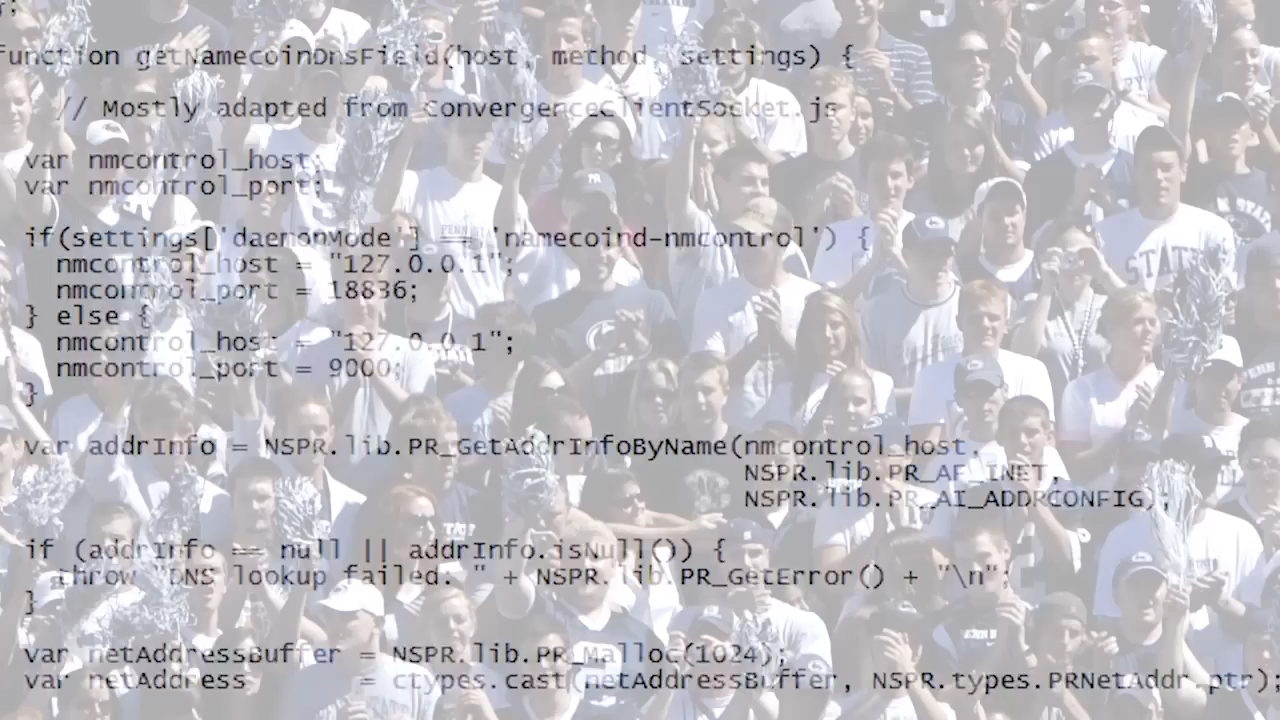 r;
function getNamecoinDnsField(host, method, settings) {
// Mostly adapted from ConvergenceClientSocket.js
var nmcontrol_host;
var nmcontrol_port;
if(settings['daemonMode'] == 'namecoind-nmcontrol') {
nmcontrol_host = "127.0.0.1";
nmcontrol_port = 18836;
} else {
nmcontrol_host = "127.0.0.1";
nmcontrol_port = 9000;
}
var addrInfo = NSPR.lib.PR_GetAddrInfoByName(nmcontrol_host,
NSPR.lib.PR_AF_INET,
NSPR.lib.PR_AI_ADDRCONFIG);
if (addrInfo == null || addrInfo.isNull()) {
throw "DNS lookup failed: " + NSPR.lib.PR_GetError() + "\n";
}
var netAddressBuffer = NSPR.lib.PR_Malloc(1024);
var netAddress = ctypes.cast(netAddressBuffer, NSPR.types.PRNetAddr.ptr);
STATE